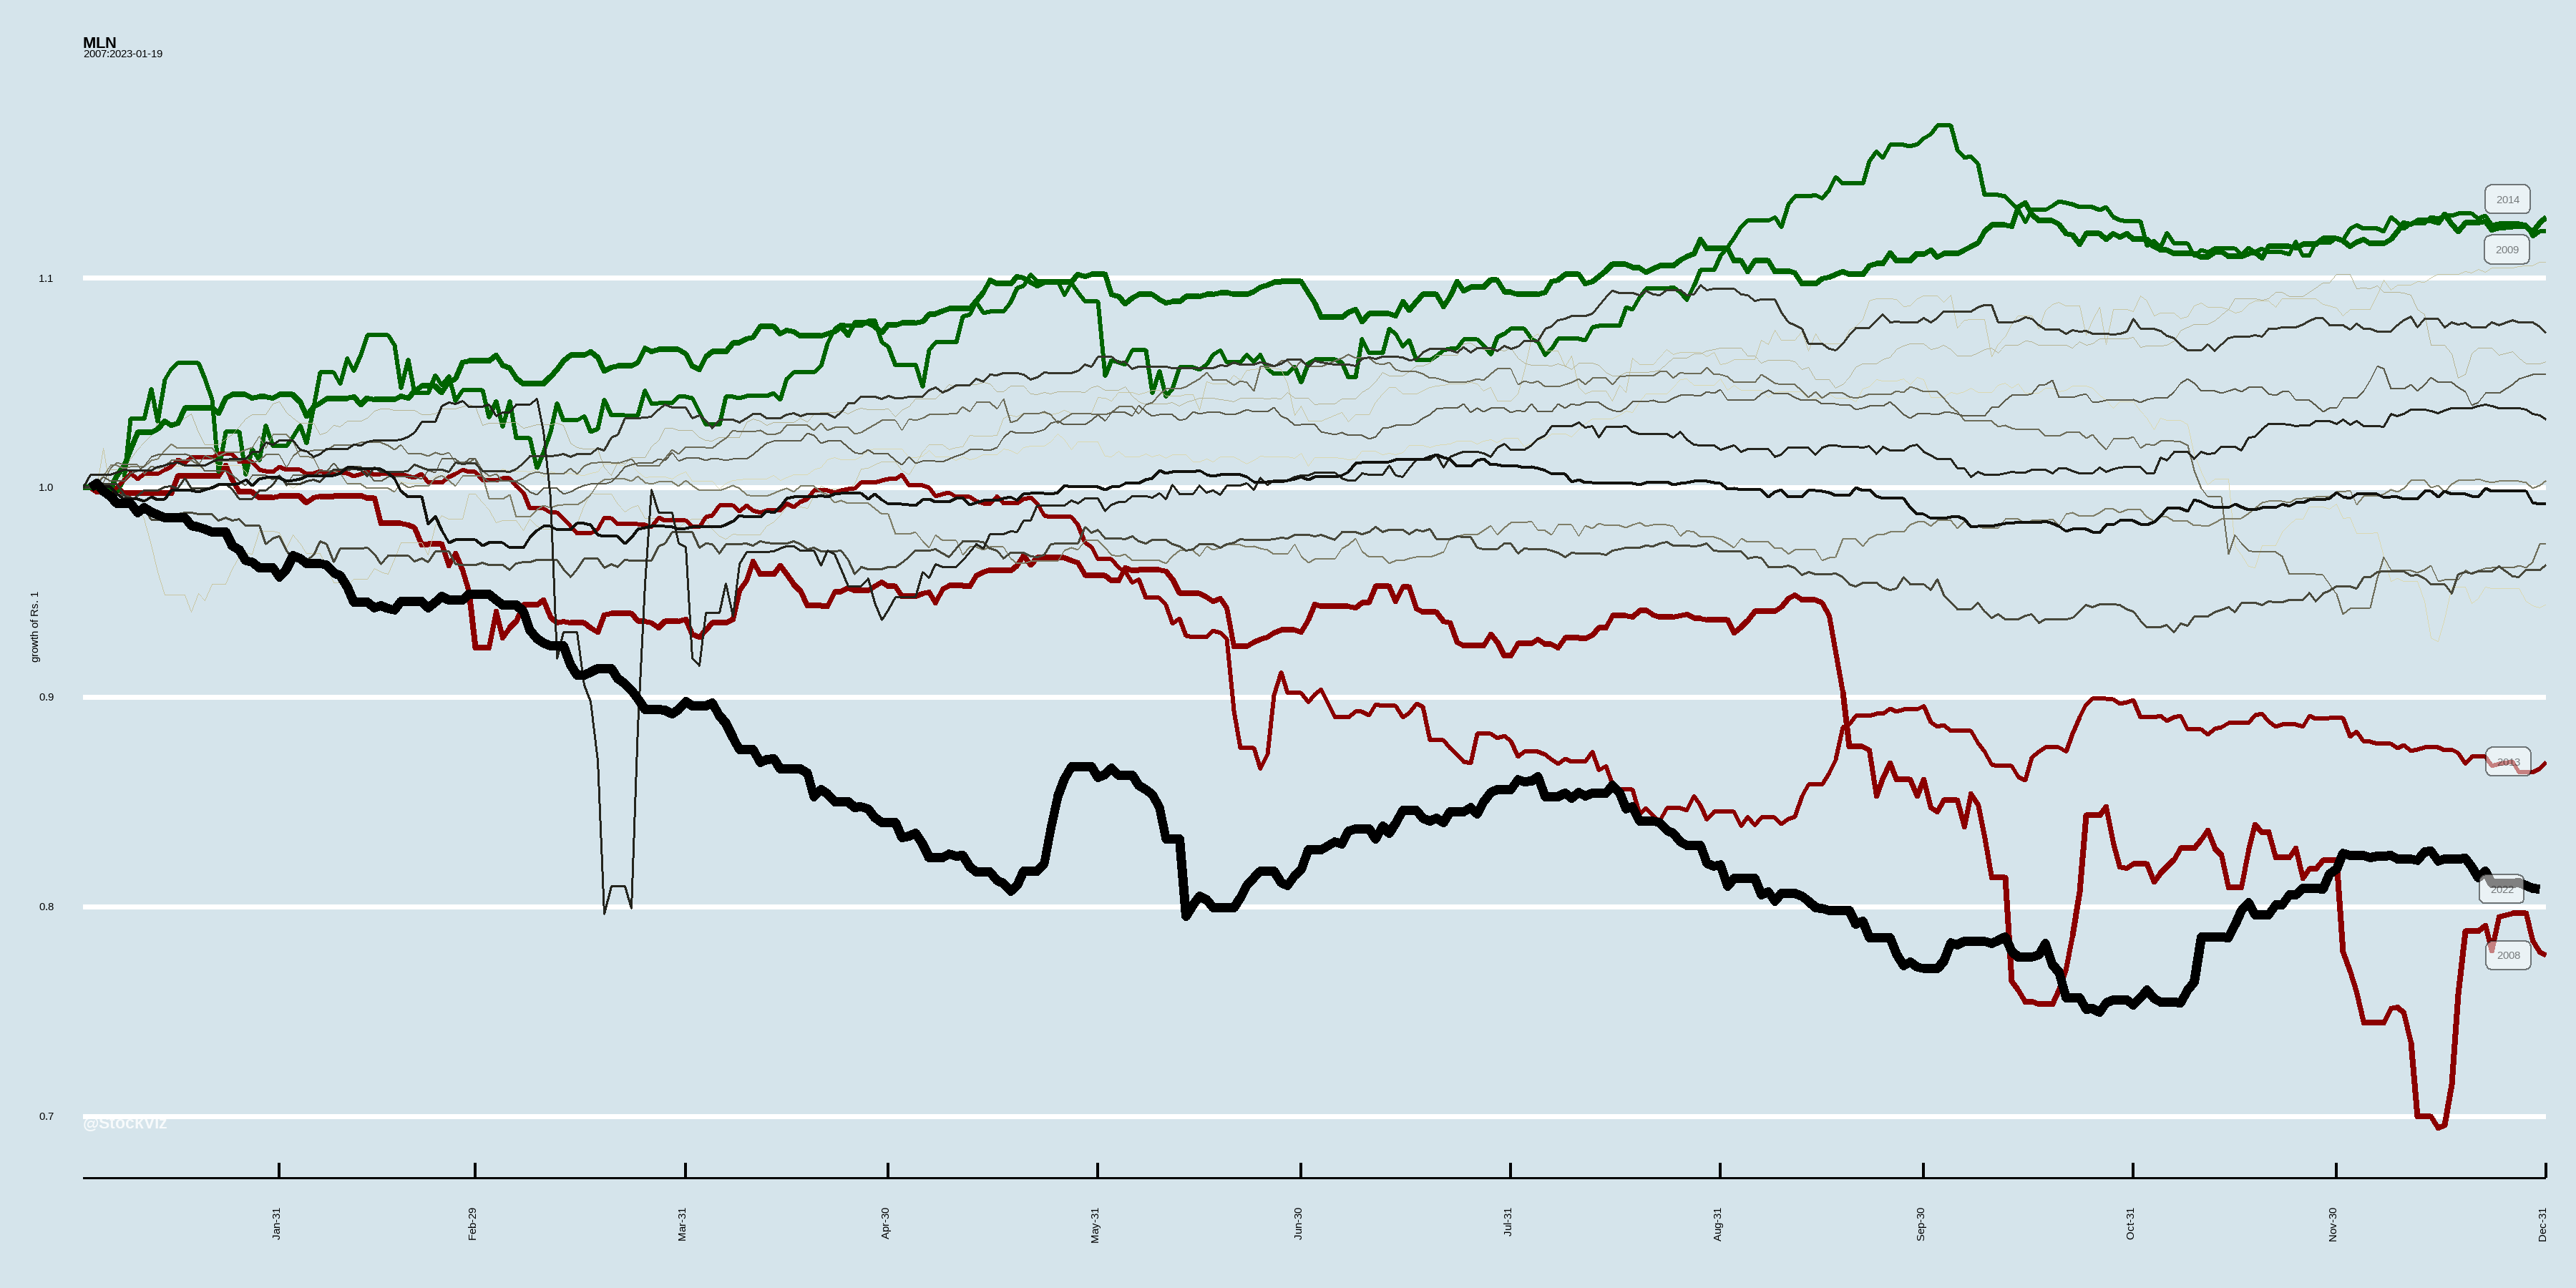 MLN
2007:2023-01-19
growth of Rs. 1
1.1
1.0
0.9
0.8
0.7
2014
2009
2013
2022
2008
@StockViz
Jan-31
Feb-29
Mar-31
Apr-30
May-31
Jun-30
Jul-31
Aug-31
Sep-30
Oct-31
Nov-30
Dec-31